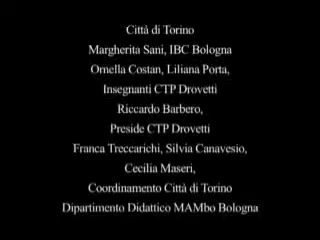 Città di Torino
Margherita Sani, IBC Bologna
Ornella Costan, Liliana Porta,
Insegnanti CTP Drovetti
Riccardo Barbero,
Preside CTP Drovetti
Franca Treccarichi, Silvia Canavesio,
Cecilia Maseri,
Coordinamento Città di Torino
Dipartimento Didattico MAMbo Bologna